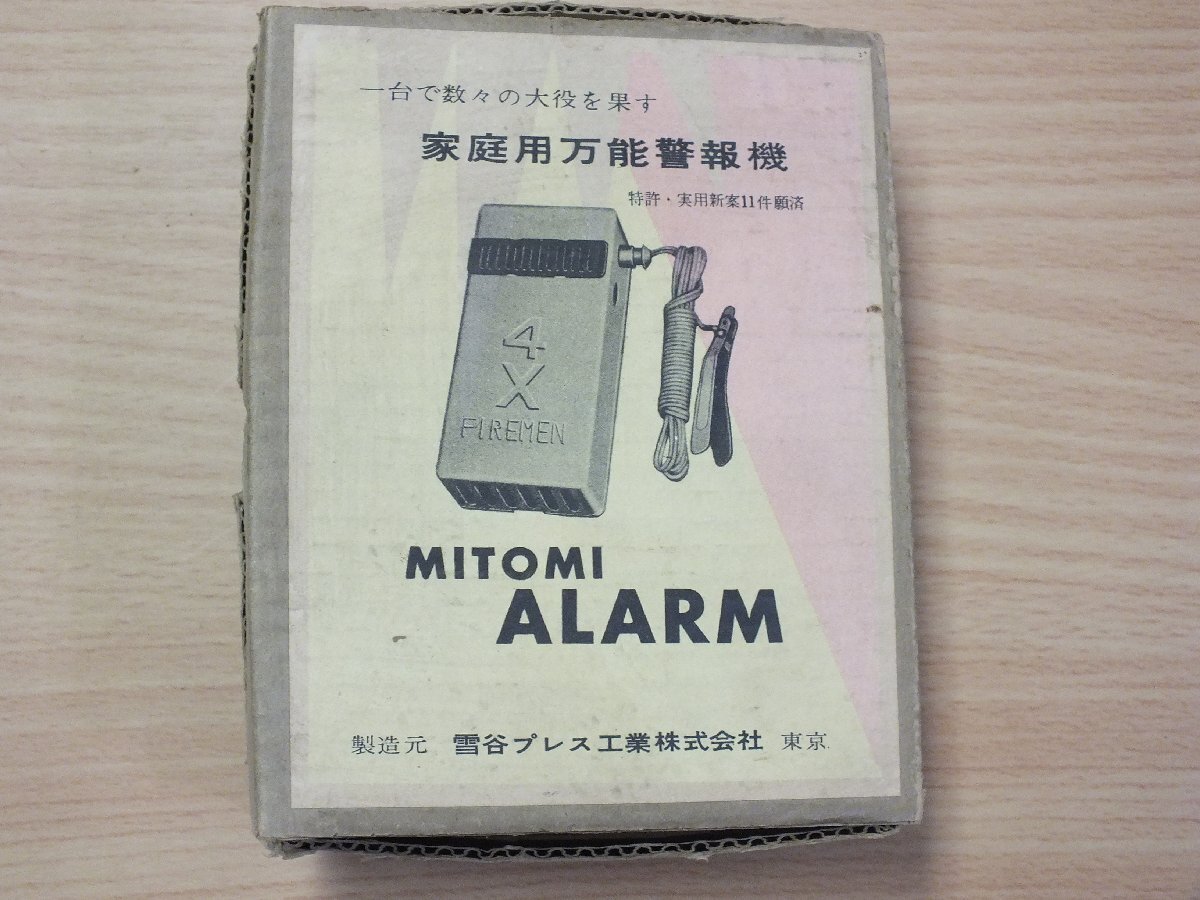 一台で数々の大役を果す
家庭用万能警報機
特許・実用新案11件願済
4
X
FIREMEN
MITOMI
ALARM
製造元 雪谷プレス工業株式会社 東京